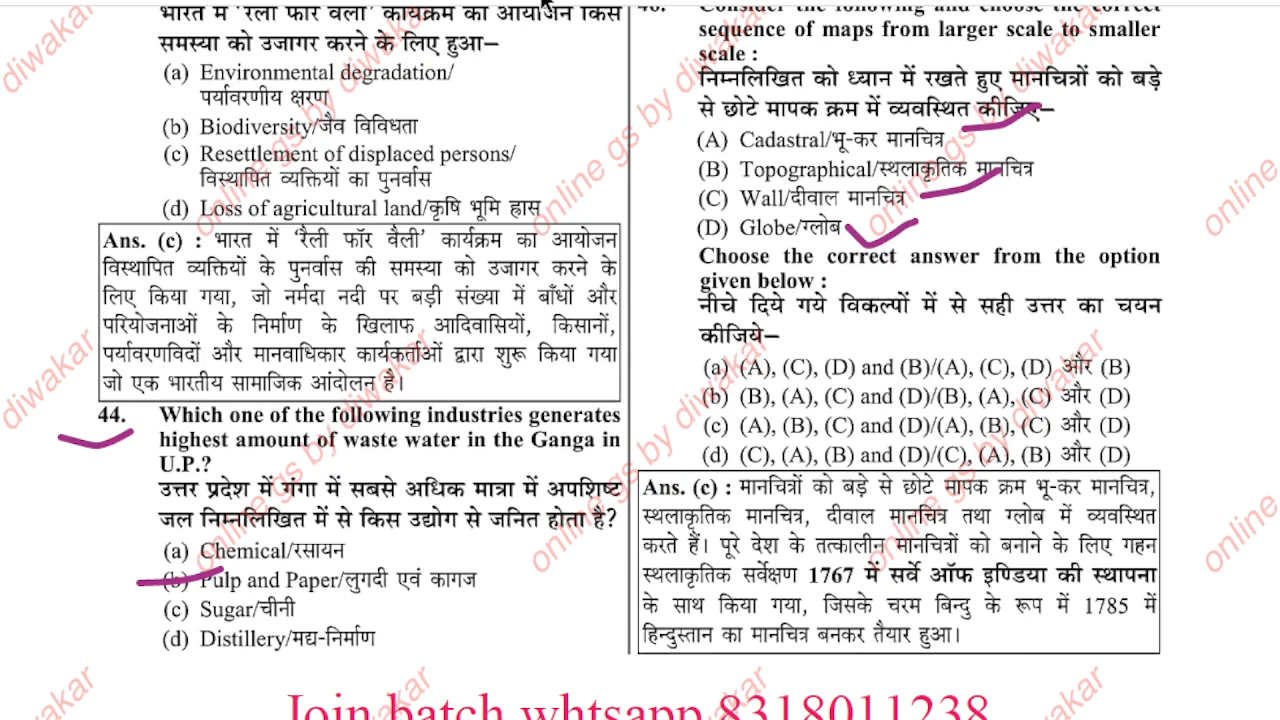 भारत में ‘रैली फॉर वैली’ कार्यक्रम का आयोजन किस
समस्या को उजागर करने के लिए हुआ–
(a) Environmental degradation/
पर्यावरणीय क्षरण
(b) Biodiversity/जैव विविधता
(c) Resettlement of displaced persons/
विस्थापित व्यक्तियों का पुनर्वास
(d) Loss of agricultural land/कृषि भूमि ह्रास
Ans. (c) : भारत में ‘रैली फॉर वैली’ कार्यक्रम का आयोजन
विस्थापित व्यक्तियों के पुनर्वास की समस्या को उजागर करने के
लिए किया गया, जो नर्मदा नदी पर बड़ी संख्या में बाँधों और
परियोजनाओं के निर्माण के खिलाफ आदिवासियों, किसानों,
पर्यावरणविदों और मानवाधिकार कार्यकर्ताओं द्वारा शुरू किया गया
जो एक भारतीय सामाजिक आंदोलन है।
44. Which one of the following industries generates
highest amount of waste water in the Ganga in
U.P.?
उत्तर प्रदेश में गंगा में सबसे अधिक मात्रा में अपशिष्ट
जल निम्नलिखित में से किस उद्योग से जनित होता है?
(a) Chemical/रसायन
(b) Pulp and Paper/लुगदी एवं कागज
(c) Sugar/चीनी
(d) Distillery/मद्य-निर्माण
46. Consider the following and choose the correct
sequence of maps from larger scale to smaller
scale :
निम्नलिखित को ध्यान में रखते हुए मानचित्रों को बड़े
से छोटे मापक क्रम में व्यवस्थित कीजिए–
(A) Cadastral/भू-कर मानचित्र
(B) Topographical/स्थलाकृतिक मानचित्र
(C) Wall/दीवाल मानचित्र
(D) Globe/ग्लोब
Choose the correct answer from the option
given below :
नीचे दिये गये विकल्पों में से सही उत्तर का चयन
कीजिये–
(a) (A), (C), (D) and (B)/(A), (C), (D) और (B)
(b) (B), (A), (C) and (D)/(B), (A), (C) और (D)
(c) (A), (B), (C) and (D)/(A), (B), (C) और (D)
(d) (C), (A), (B) and (D)/(C), (A), (B) और (D)
Ans. (c) : मानचित्रों को बड़े से छोटे मापक क्रम भू-कर मानचित्र,
स्थलाकृतिक मानचित्र, दीवाल मानचित्र तथा ग्लोब में व्यवस्थित
करते हैं। पूरे देश के तत्कालीन मानचित्रों को बनाने के लिए गहन
स्थलाकृतिक सर्वेक्षण 1767 में सर्वे ऑफ इण्डिया की स्थापना
के साथ किया गया, जिसके चरम बिन्दु के रूप में 1785 में
हिन्दुस्तान का मानचित्र बनकर तैयार हुआ।
Join batch whtsapp 8318011238
online gs by diwakar